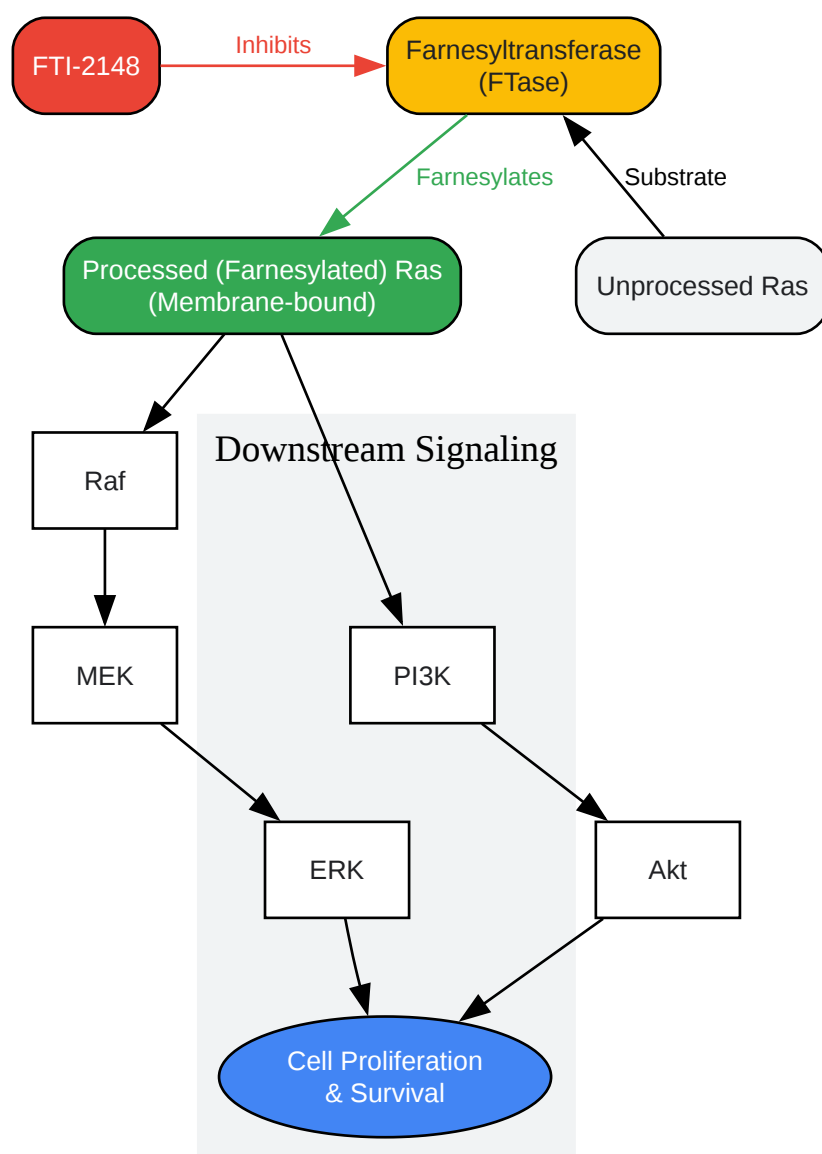 FTI-2148
Inhibits
Farnesyltransferase
(FTase)
Farnesylates
Substrate
Processed (Farnesylated) Ras
(Membrane-bound)
Unprocessed Ras
Downstream Signaling
Raf
MEK
PI3K
ERK
Akt
Cell Proliferation
& Survival